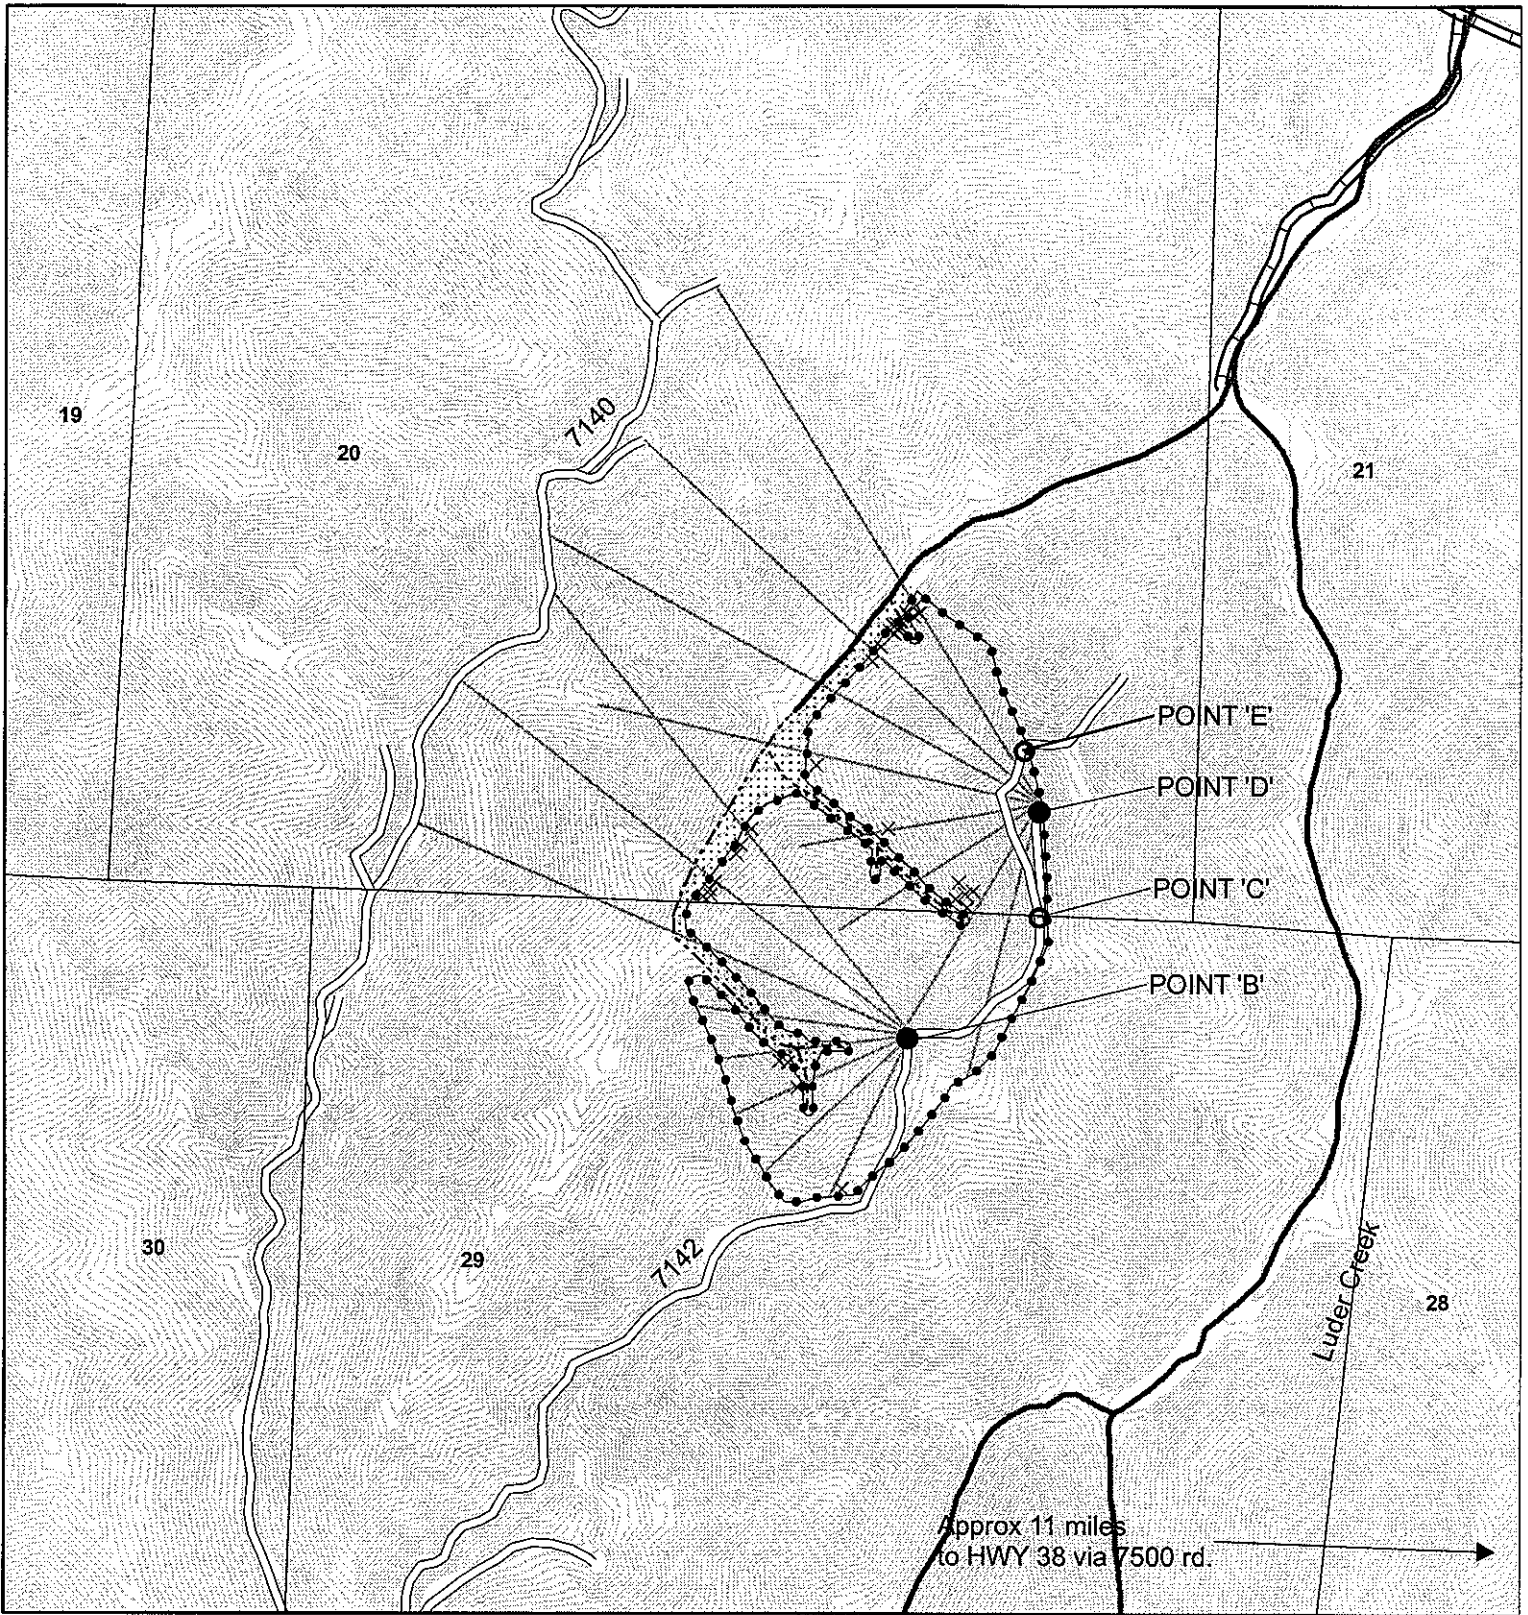 19
20
7140
21
POINT 'E'
POINT 'D'
POINT 'C'
POINT 'B'
30
29
7142
Luder Creek
28
Approx 11 miles
to HWY 38 via 7500 rd.